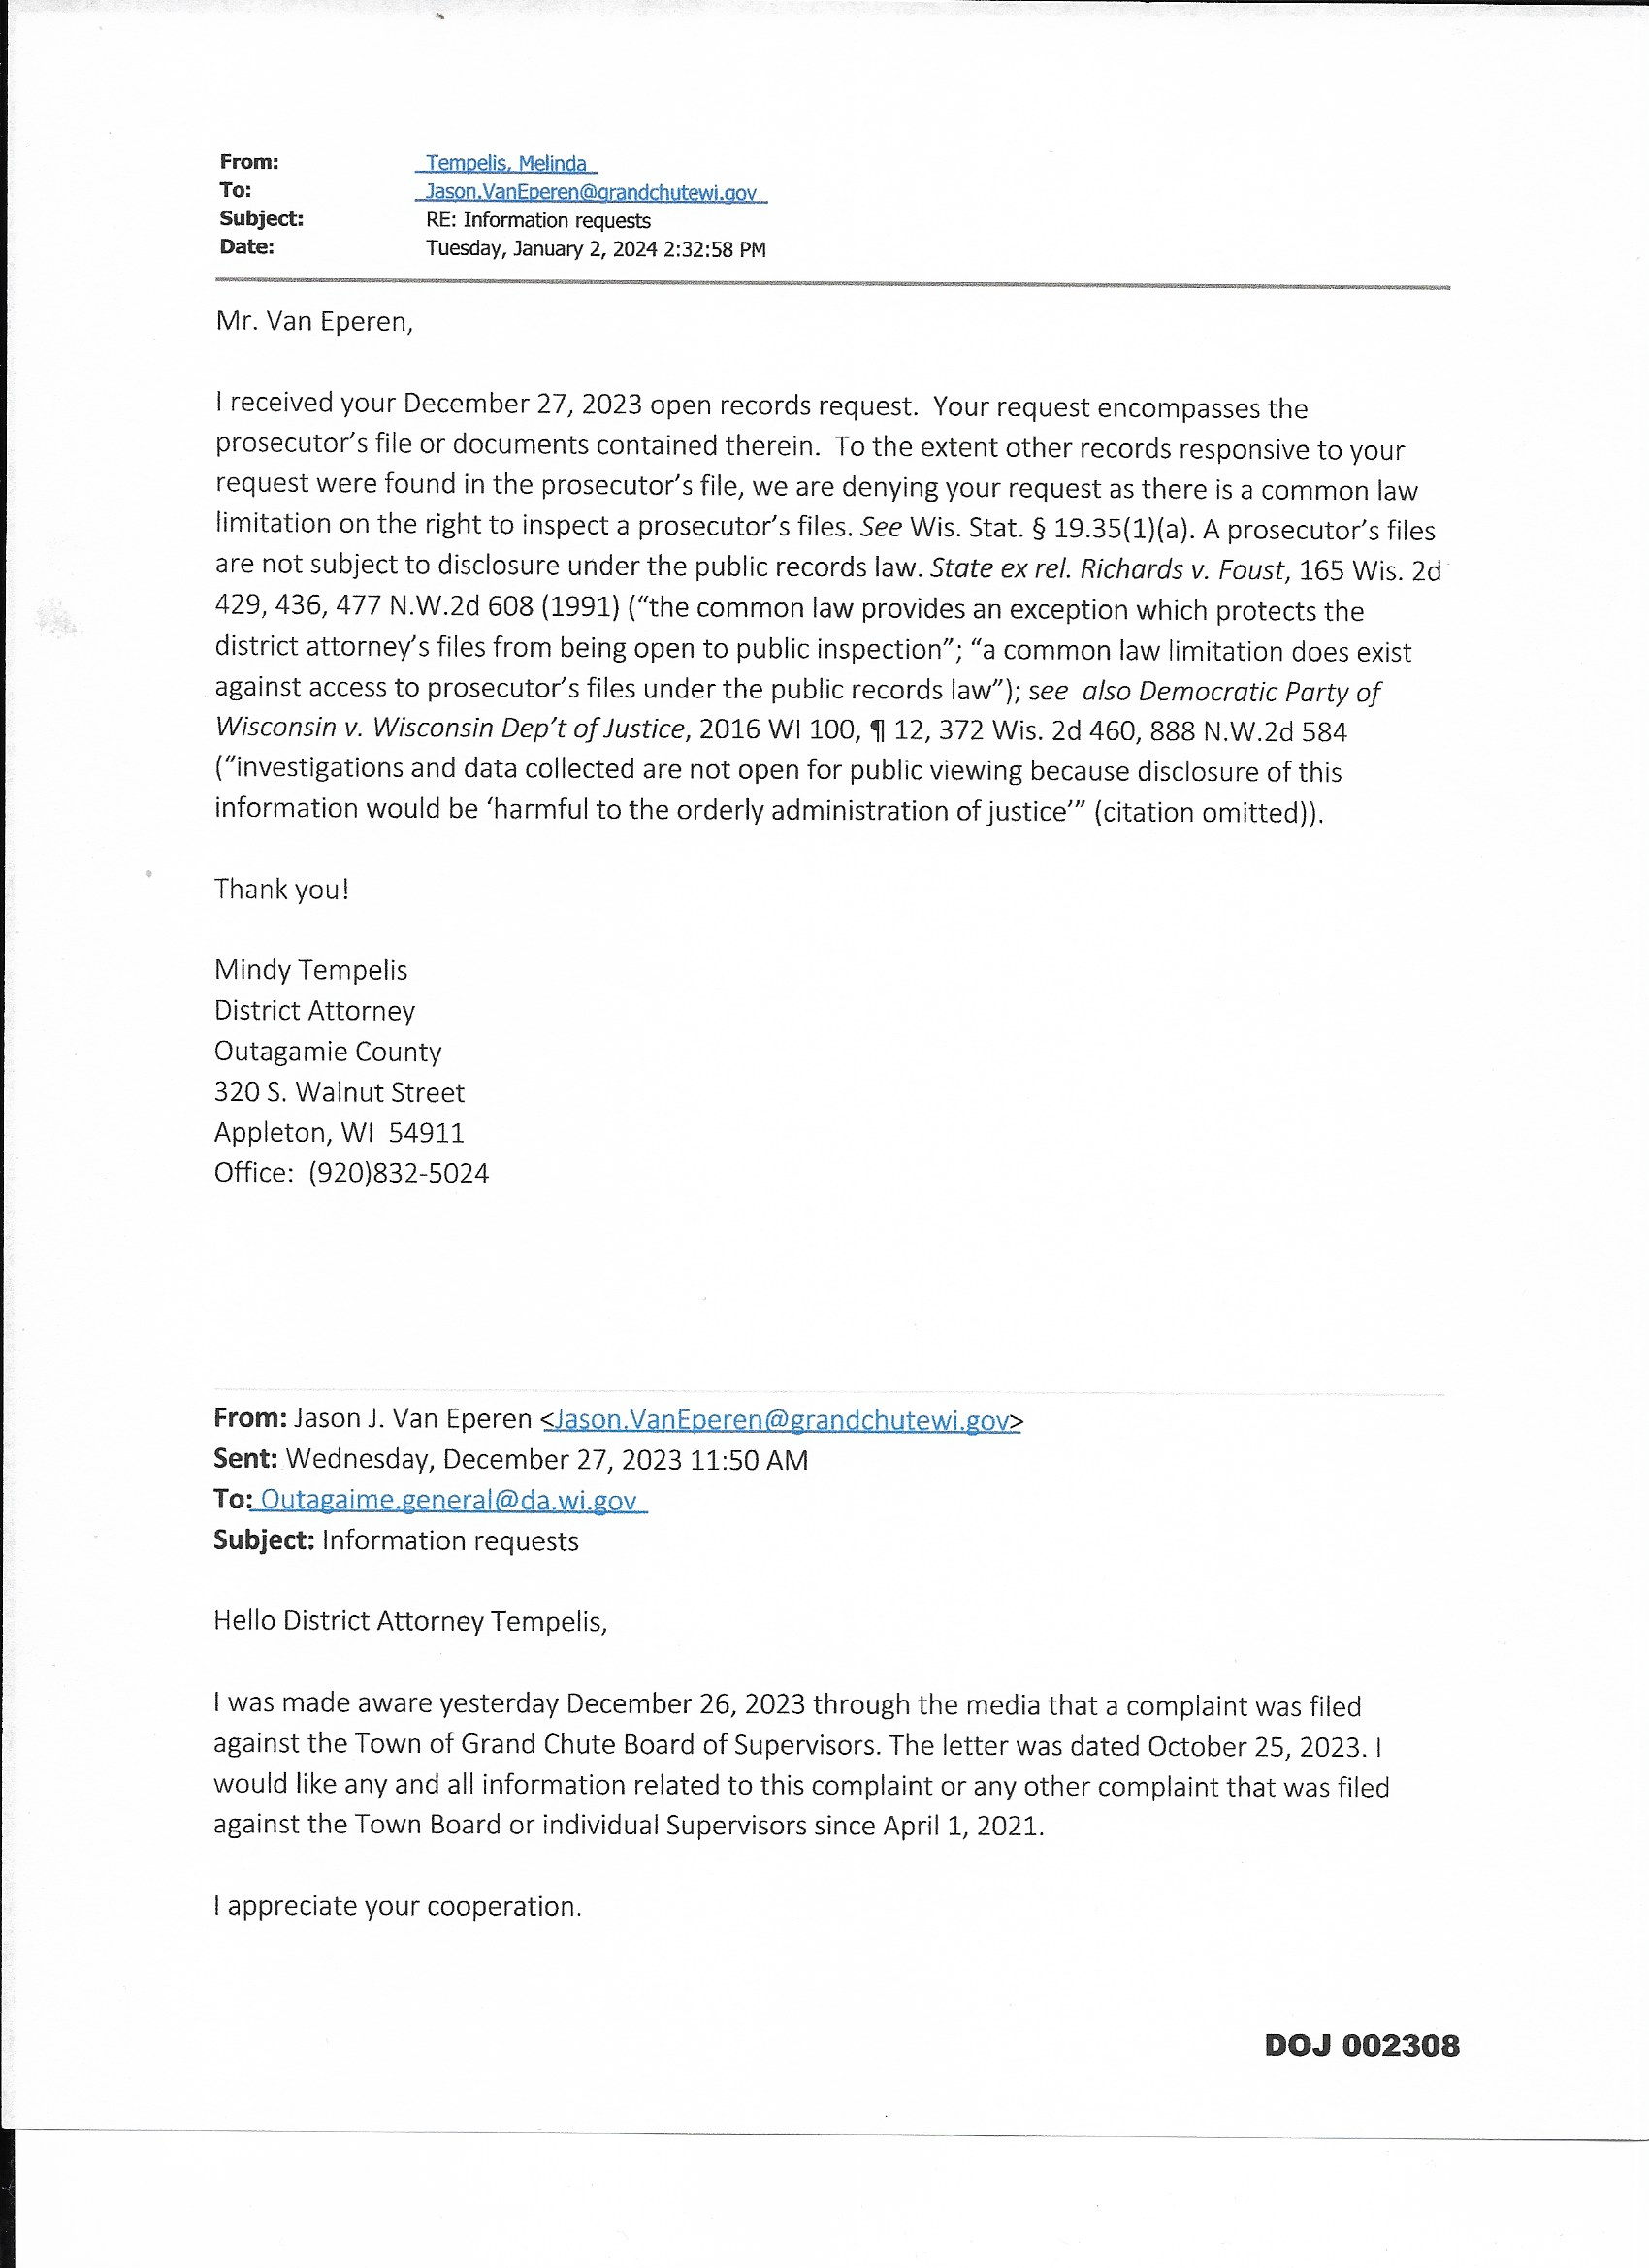 From: Tempelis, Melinda
To: Jason.VanEperen@grandchutewi.gov
Subject: RE: Information requests
Date: Tuesday, January 2, 2024 2:32:58 PM
Mr. Van Eperen,
I received your December 27, 2023 open records request.  Your request encompasses the
prosecutor's file or documents contained therein.  To the extent other records responsive to your
request were found in the prosecutor's file, we are denying your request as there is a common law
limitation on the right to inspect a prosecutor's files. See Wis. Stat. § 19.35(1)(a). A prosecutor's files
are not subject to disclosure under the public records law. State ex rel. Richards v. Foust, 165 Wis. 2d
429, 436, 477 N.W.2d 608 (1991) (“the common law provides an exception which protects the
district attorney's files from being open to public inspection”; “a common law limitation does exist
against access to prosecutor's files under the public records law”); see  also Democratic Party of
Wisconsin v. Wisconsin Dep't of Justice, 2016 WI 100, ¶ 12, 372 Wis. 2d 460, 888 N.W.2d 584
(“investigations and data collected are not open for public viewing because disclosure of this
information would be ‘harmful to the orderly administration of justice’” (citation omitted)).
Thank you!
Mindy Tempelis
District Attorney
Outagamie County
320 S. Walnut Street
Appleton, WI  54911
Office:  (920)832-5024
From: Jason J. Van Eperen <Jason.VanEperen@grandchutewi.gov>
Sent: Wednesday, December 27, 2023 11:50 AM
To: Outagaime.general@da.wi.gov
Subject: Information requests
Hello District Attorney Tempelis,
I was made aware yesterday December 26, 2023 through the media that a complaint was filed
against the Town of Grand Chute Board of Supervisors. The letter was dated October 25, 2023. I
would like any and all information related to this complaint or any other complaint that was filed
against the Town Board or individual Supervisors since April 1, 2021.
I appreciate your cooperation.
DOJ 002308